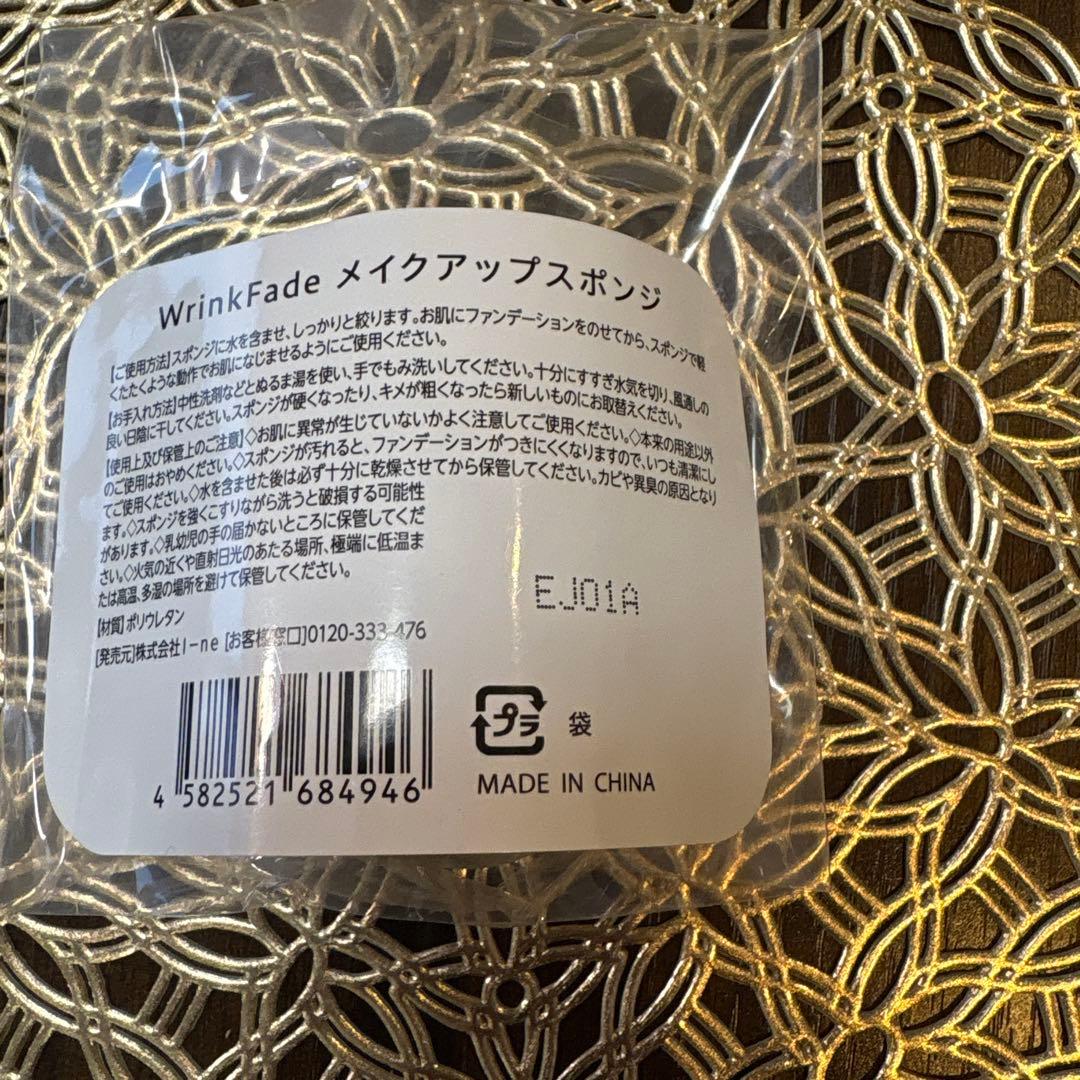 WrinkFade メイクアップスポンジ
[ご使用方法]スポンジに水を含ませ、しっかりと絞ります。お肌にファンデーションをのせてから、スポンジで軽
くたたくような動作でお肌になじませるようにご使用ください。
[お手入れ方法]中性洗剤などとぬるま湯を使い、手でもみ洗いしてください。十分にすすぎ水気を切り、風通しの
良い日陰に干してください。スポンジが硬くなったり、キメが粗くなったら新しいものにお取替えください。
[使用上及び保管上のご注意]◇お肌に異常が生じていないかよく注意してご使用ください。◇本来の用途以外
のご使用はおやめください。◇スポンジが汚れると、ファンデーションがつきにくくなりますので、いつも清潔にし
てご使用ください。◇水を含ませた後は必ず十分に乾燥させてから保管してください。カビや異臭の原因となり
ます。◇スポンジを強くこすりながら洗うと破損する可能性
があります。◇乳幼児の手の届かないところに保管してくだ
さい。◇火気の近くや直射日光のあたる場所、極端に低温ま
たは高温、多湿の場所を避けて保管してください。
[材質]ポリウレタン
[発売元]株式会社I-ne [お客様窓口]0120-333-476
EJ01A
プラ 袋
4 582521 684946
MADE IN CHINA